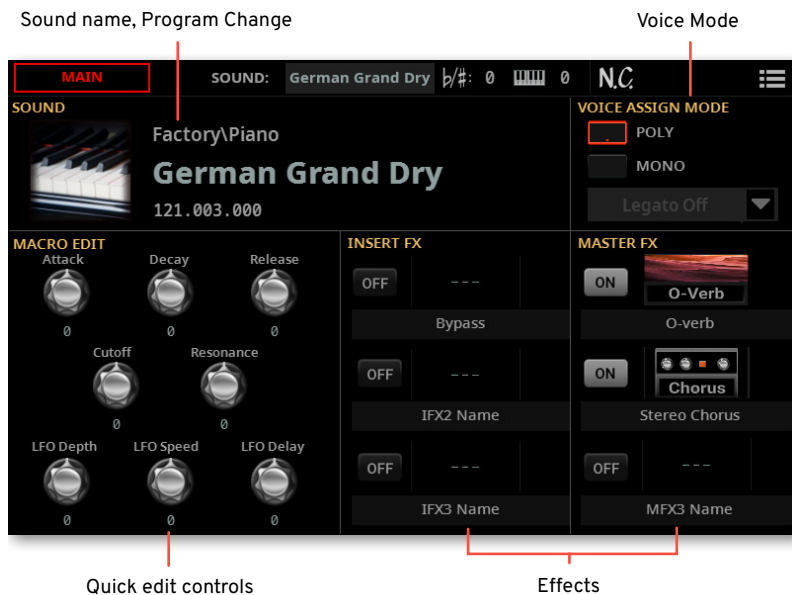 Sound name, Program Change
Voice Mode
MAIN
SOUND: German Grand Dry ♭/#: 0 0 N.C.
SOUND
Factory\Piano
German Grand Dry
121.003.000
VOICE ASSIGN MODE
POLY
MONO
Legato Off
MACRO EDIT
Attack Decay Release
0 0 0
Cutoff Resonance
0 0
LFO Depth LFO Speed LFO Delay
0 0 0
INSERT FX
OFF ---
Bypass
OFF ---
IFX2 Name
OFF ---
IFX3 Name
MASTER FX
ON O-Verb
O-verb
ON Chorus
Stereo Chorus
OFF ---
MFX3 Name
Quick edit controls
Effects